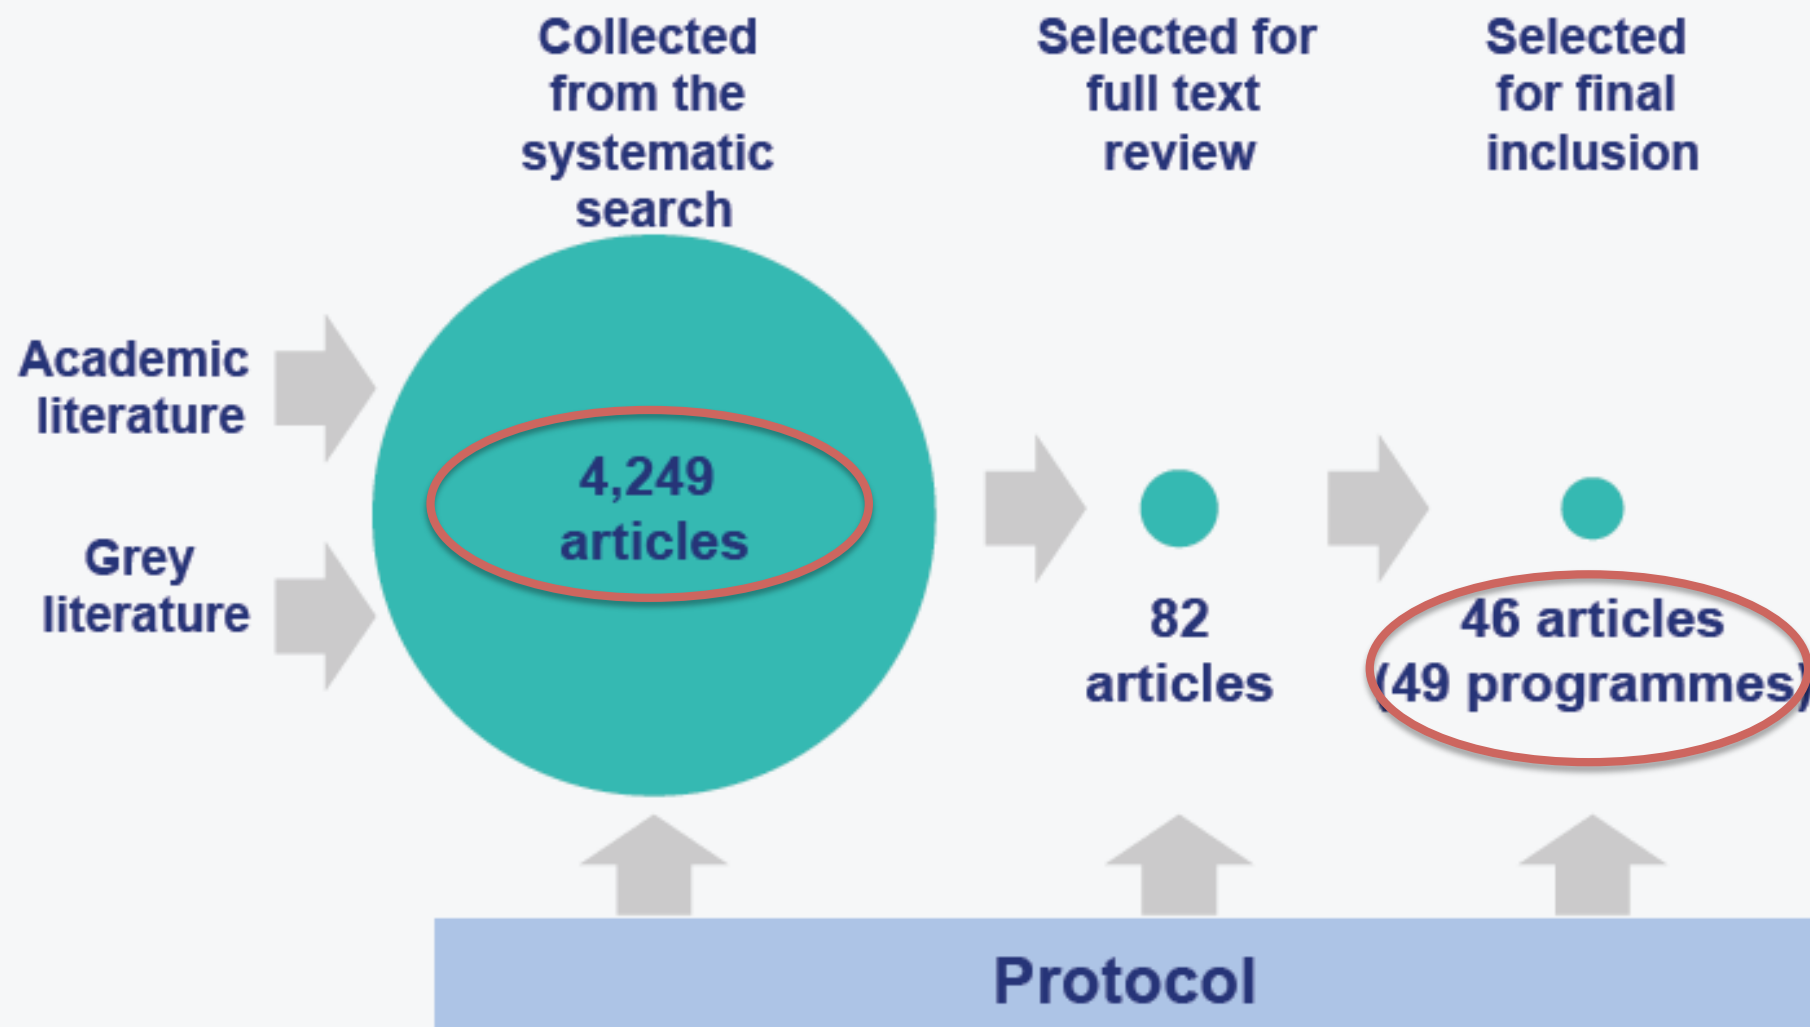 Collected
from the
systematic
search
Selected for
full text
review
Selected
for final
inclusion
Academic
literature
Grey
literature
4,249
articles
82
articles
46 articles
(49 programmes)
Protocol